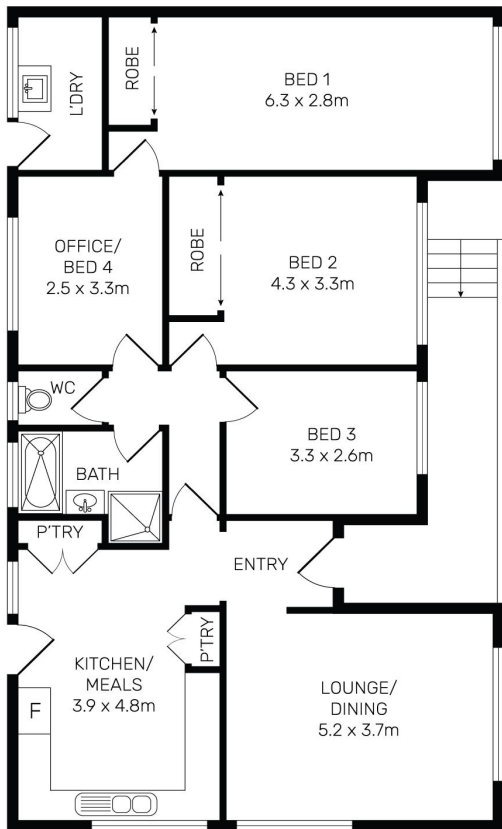 L'DRY
ROBE
BED 1
6.3 x 2.8m
OFFICE/
BED 4
2.5 x 3.3m
ROBE
BED 2
4.3 x 3.3m
WC
BED 3
3.3 x 2.6m
BATH
P'TRY
ENTRY
P'TRY
KITCHEN/
MEALS
3.9 x 4.8m
F
LOUNGE/
DINING
5.2 x 3.7m